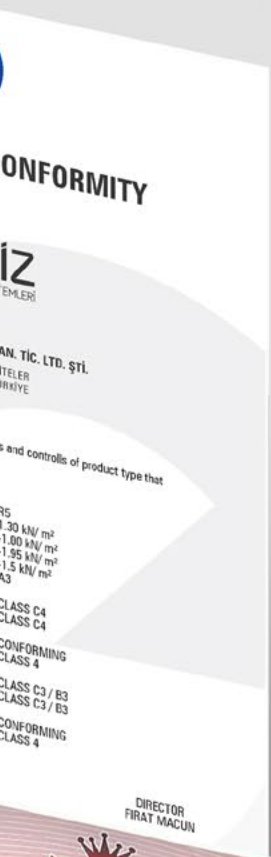 ONFORMITY
İZ
TEMLERİ
AN. TİC. LTD. ŞTİ.
İTELER
ÜRKİYE
s and controlls of product type that
R5
1.30 kN/ m²
-1.00 kN/ m²
-1.95 kN/ m²
-1.5 kN/ m²
A3
CLASS C4
CLASS C4
CONFORMING
CLASS 4
CLASS C3 / B3
CLASS C3 / B3
CONFORMING
CLASS 4
DIRECTOR
FIRAT MACUN